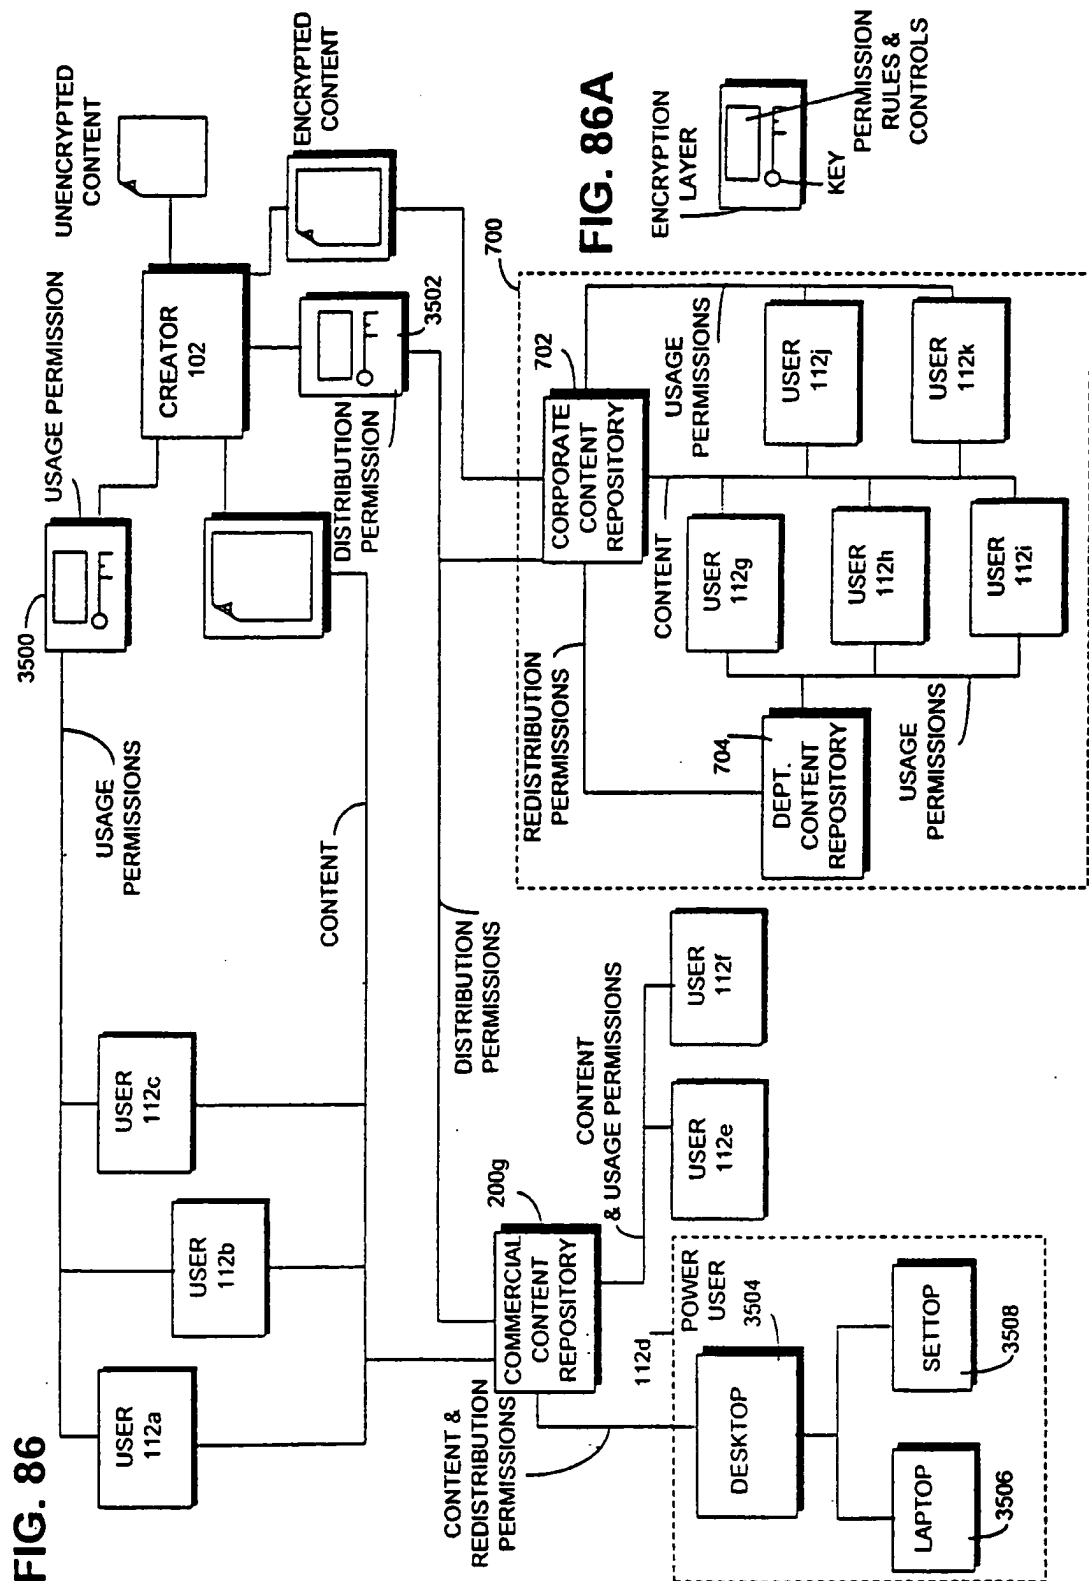 FIG. 86
USER
112a
USER
112b
USER
112c
USAGE
PERMISSIONS
3500
USAGE PERMISSION
CREATOR
102
UNENCRYPTED
CONTENT
ENCRYPTED
CONTENT
DISTRIBUTION
PERMISSION
3502
CONTENT
DISTRIBUTION
PERMISSIONS
COMMERCIAL
CONTENT
REPOSITORY
200g
CONTENT &
REDISTRIBUTION
PERMISSIONS
CONTENT
& USAGE PERMISSIONS
USER
112e
USER
112f
112d
POWER
USER
DESKTOP
3504
LAPTOP
3506
SETTOP
3508
700
CORPORATE
CONTENT
REPOSITORY
702
REDISTRIBUTION
PERMISSIONS
DEPT.
CONTENT
REPOSITORY
704
CONTENT
USAGE
PERMISSIONS
USER
112g
USER
112h
USER
112i
USER
112j
USER
112k
USAGE
PERMISSIONS
FIG. 86A
ENCRYPTION
LAYER
KEY
PERMISSION
RULES &
CONTROLS